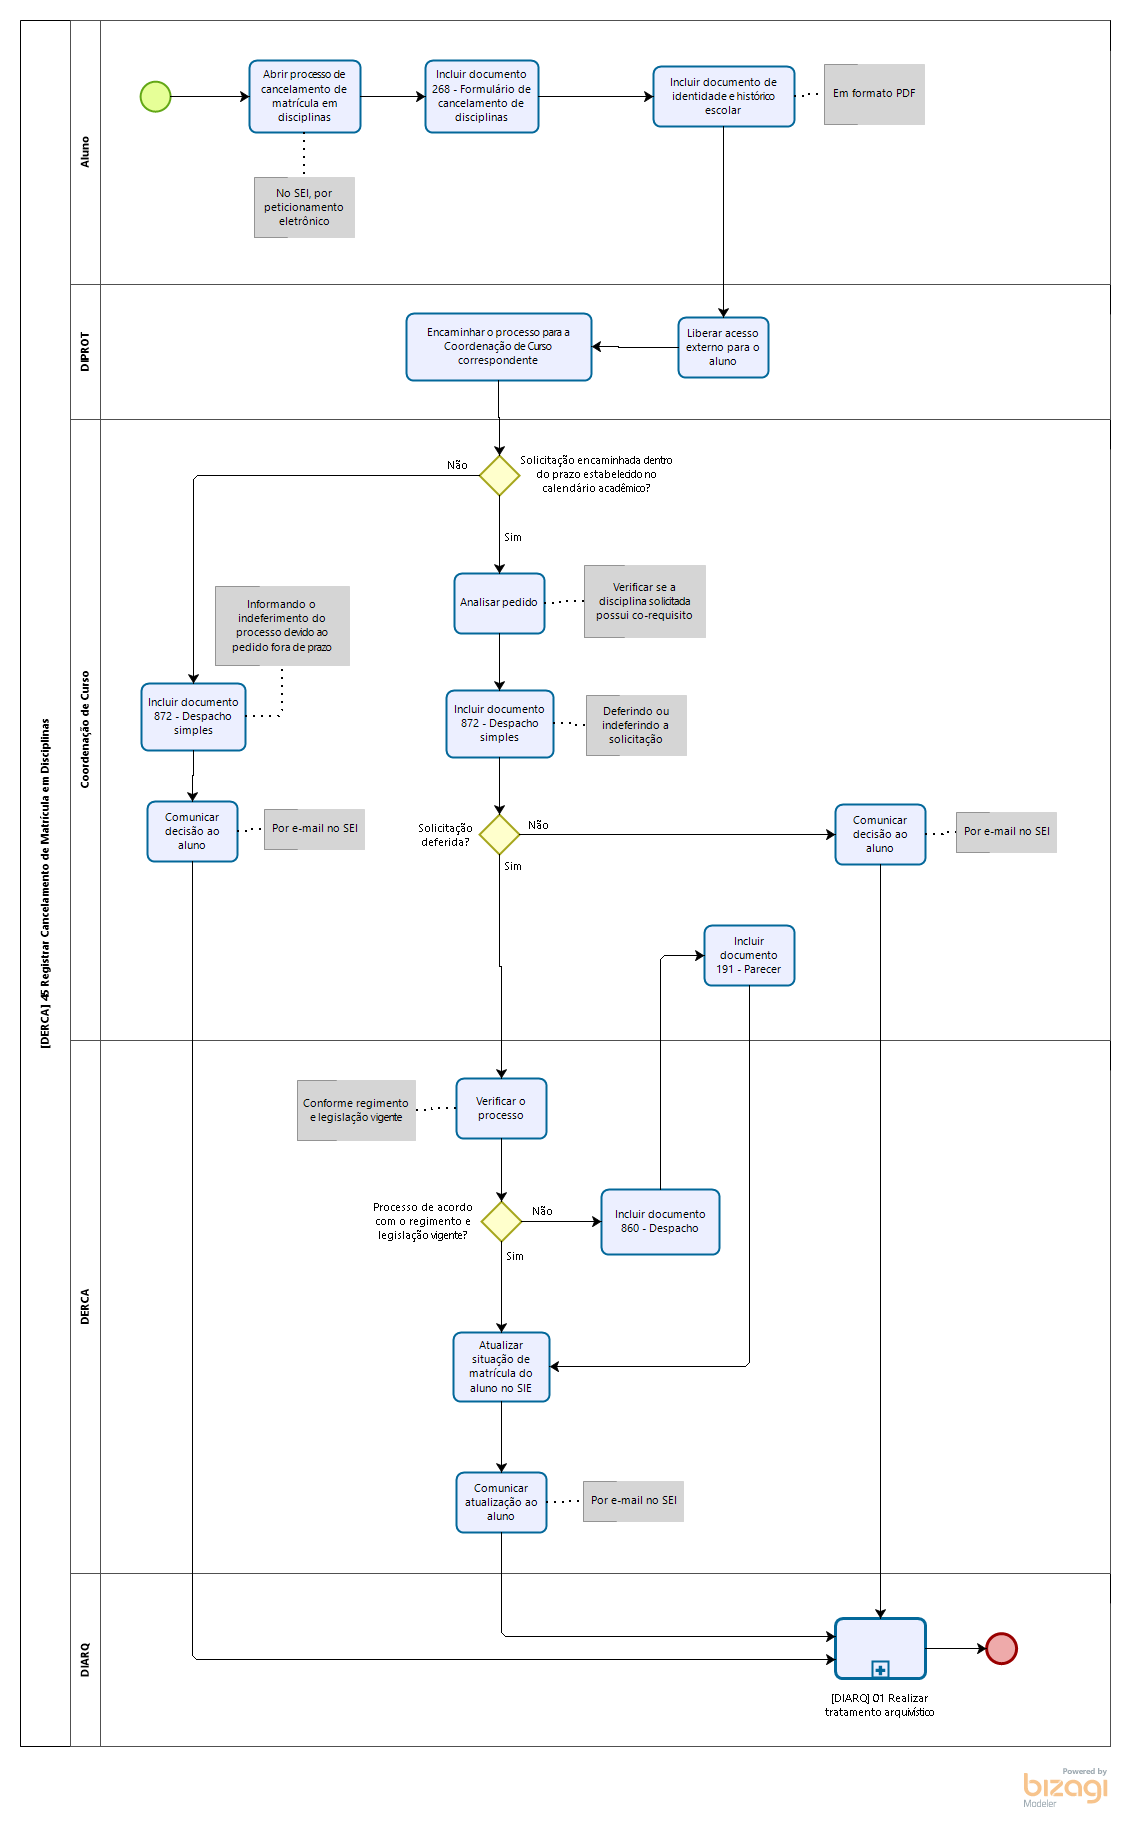 [DERCA] 45 Registrar Cancelamento de Matrícula em Disciplinas
Aluno
Abrir processo de
cancelamento de
matrícula em
disciplinas
Incluir documento
268 - Formulário de
cancelamento de
disciplinas
Incluir documento de
identidade e histórico
escolar
Em formato PDF
No SEI, por
peticionamento
eletrônico
DIPROT
Encaminhar o processo para a
Coordenação de Curso
correspondente
Liberar acesso
externo para o
aluno
Coordenação de Curso
Não
Solicitação encaminhada dentro
do prazo estabelecido no
calendário acadêmico?
Sim
Informando o
indeferimento do
processo devido ao
pedido fora de prazo
Analisar pedido
Verificar se a
disciplina solicitada
possui co-requisito
Incluir documento
872 - Despacho
simples
Incluir documento
872 - Despacho
simples
Deferindo ou
indeferindo a
solicitação
Comunicar
decisão ao
aluno
Por e-mail no SEI
Solicitação
deferida?
Não
Sim
Comunicar
decisão ao
aluno
Por e-mail no SEI
Incluir
documento
191 - Parecer
DERCA
Conforme regimento
e legislação vigente
Verificar o
processo
Processo de acordo
com o regimento e
legislação vigente?
Não
Sim
Incluir documento
860 - Despacho
Atualizar
situação de
matrícula do
aluno no SIE
Comunicar
atualização ao
aluno
Por e-mail no SEI
DIARQ
[DIARQ] 01 Realizar
tratamento arquivístico
Powered by
bizagi
Modeler